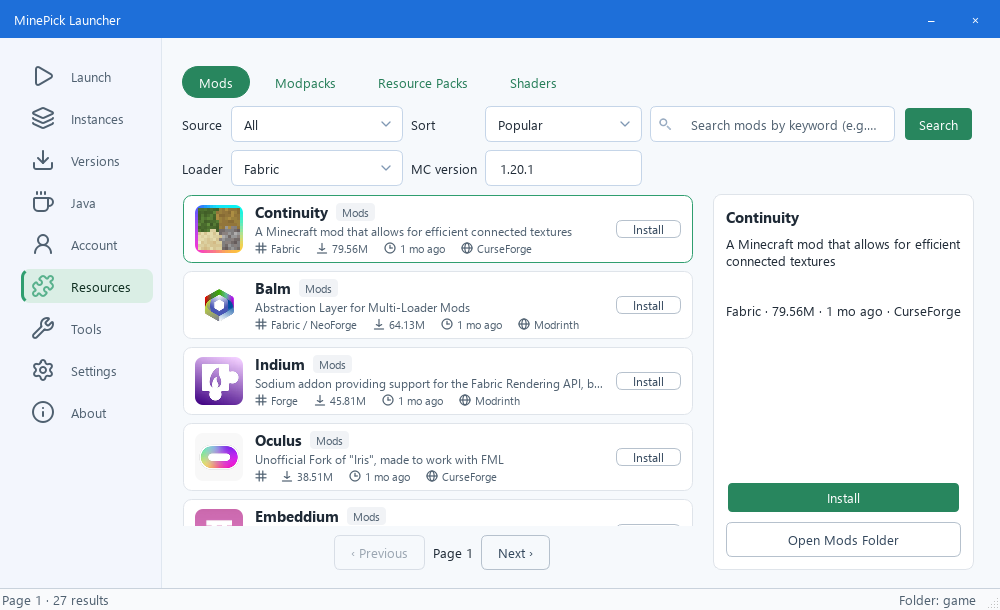 MinePick Launcher
Launch
Instances
Versions
Java
Account
Resources
Tools
Settings
About
Mods
Modpacks
Resource Packs
Shaders
Source
All
Sort
Popular
Search mods by keyword (e.g....
Search
Loader
Fabric
MC version
1.20.1
Continuity Mods
A Minecraft mod that allows for efficient connected textures
Fabric 79.56M 1 mo ago CurseForge
Install
Balm Mods
Abstraction Layer for Multi-Loader Mods
Fabric / NeoForge 64.13M 1 mo ago Modrinth
Install
Indium Mods
Sodium addon providing support for the Fabric Rendering API, b...
Forge 45.81M 1 mo ago Modrinth
Install
Oculus Mods
Unofficial Fork of "Iris", made to work with FML
38.51M 1 mo ago CurseForge
Install
Embeddium Mods
‹ Previous
Page 1
Next ›
Continuity
A Minecraft mod that allows for efficient
connected textures
Fabric · 79.56M · 1 mo ago · CurseForge
Install
Open Mods Folder
Page 1 · 27 results
Folder: game